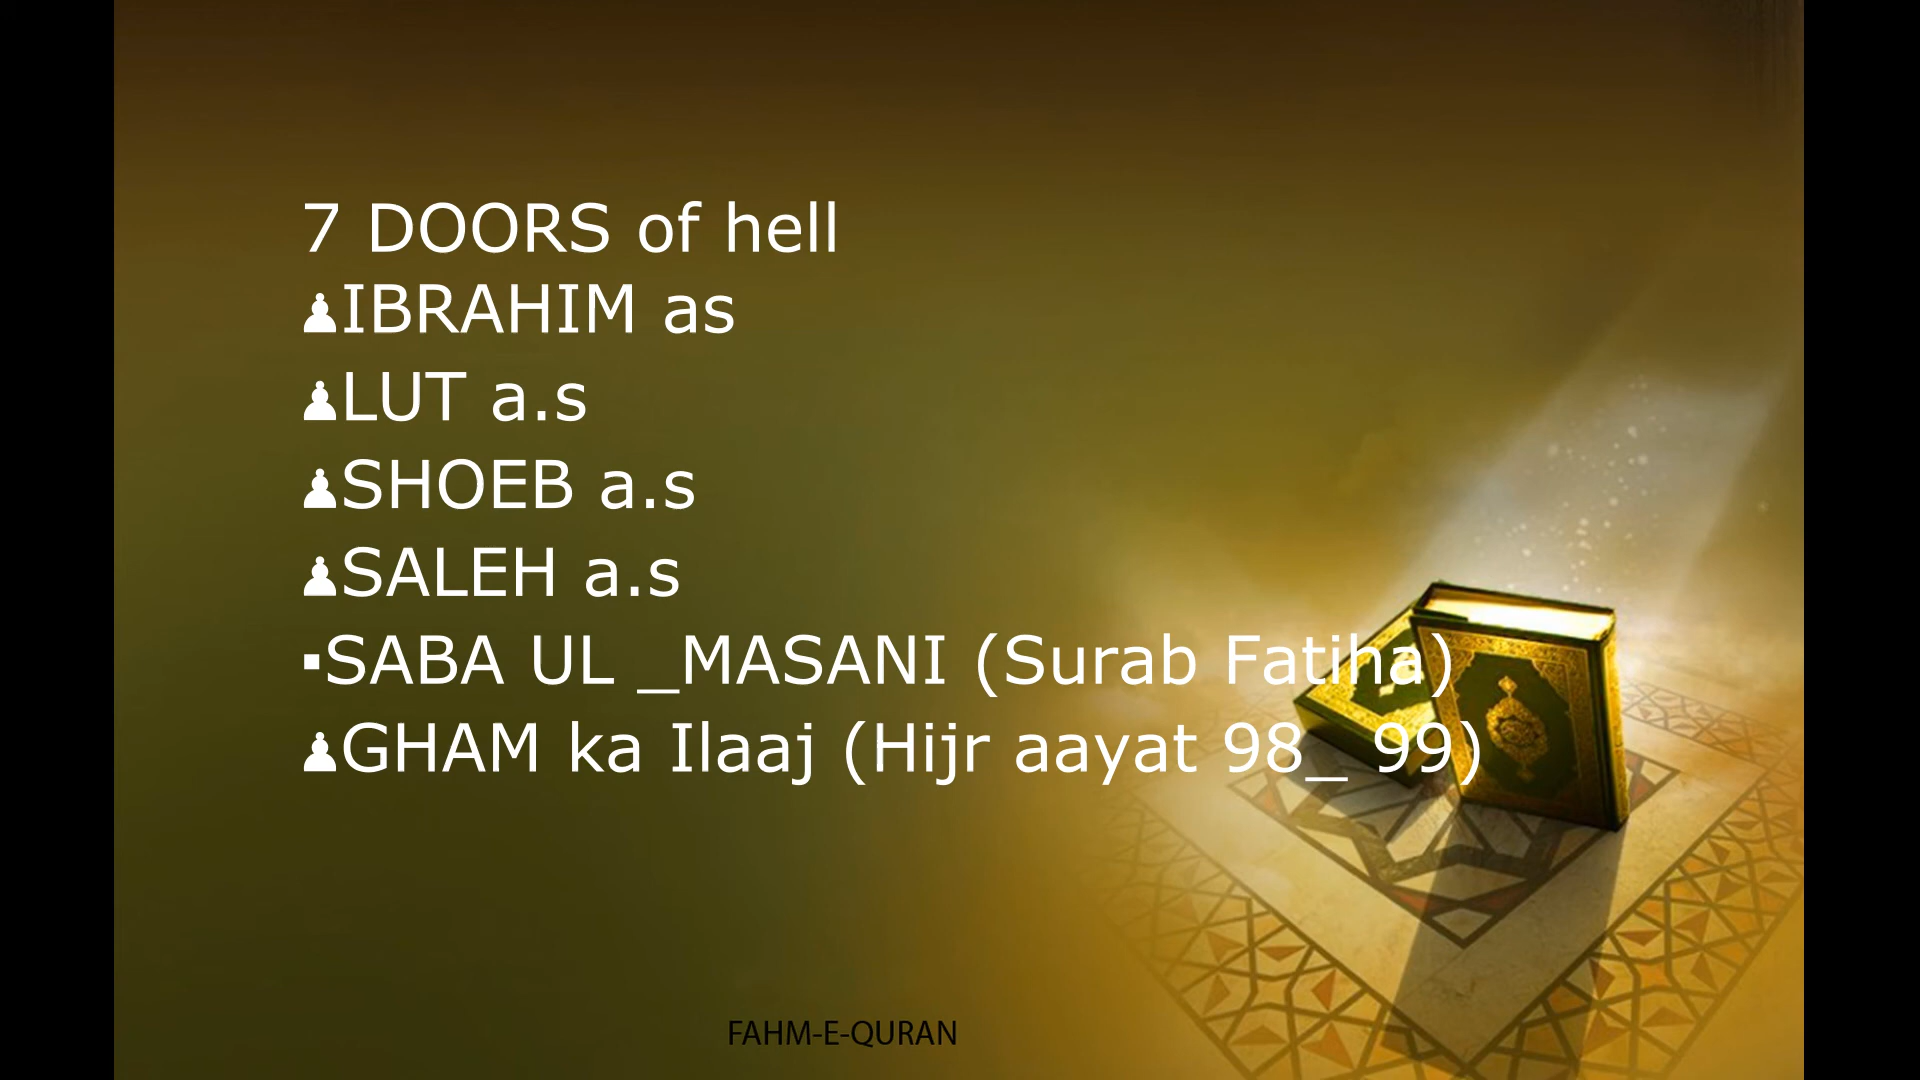 7 DOORS of hell
♟IBRAHIM as
♟LUT a.s
♟SHOEB a.s
♟SALEH a.s
▪SABA UL _MASANI (Surab Fatiha)
♟GHAM ka Ilaaj (Hijr aayat 98_ 99)
FAHM-E-QURAN